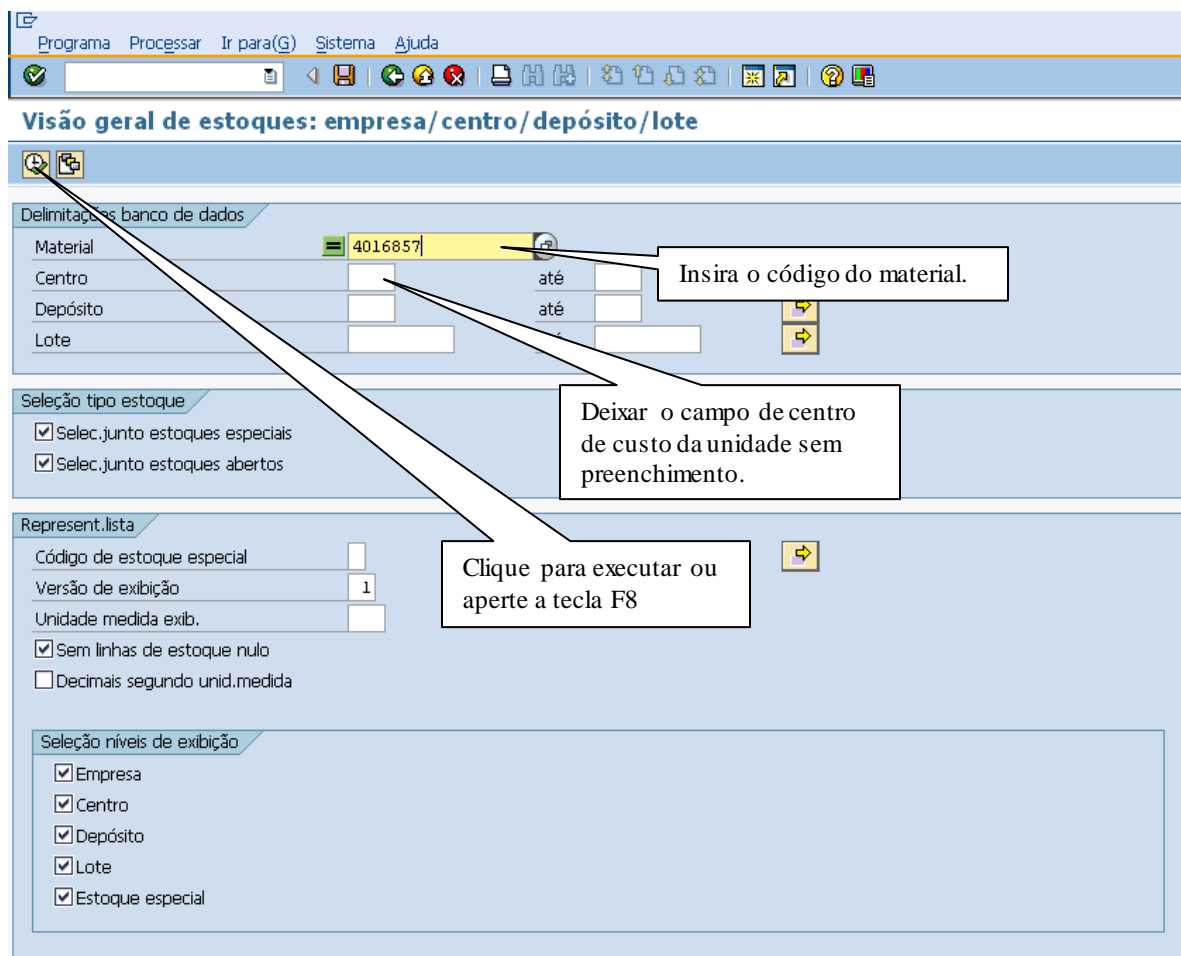 Programa Processar Ir para(G) Sistema Ajuda
Visão geral de estoques: empresa/centro/depósito/lote
Delimitações banco de dados
Material 4016857
Insira o código do material.
Centro até
Depósito até
Lote
Seleção tipo estoque
Selec.junto estoques especiais
Selec.junto estoques abertos
Deixar o campo de centro
de custo da unidade sem
preenchimento.
Represent.lista
Código de estoque especial
Versão de exibição 1
Unidade medida exib.
Clique para executar ou
aperte a tecla F8
Sem linhas de estoque nulo
Decimais segundo unid.medida
Seleção níveis de exibição
Empresa
Centro
Depósito
Lote
Estoque especial